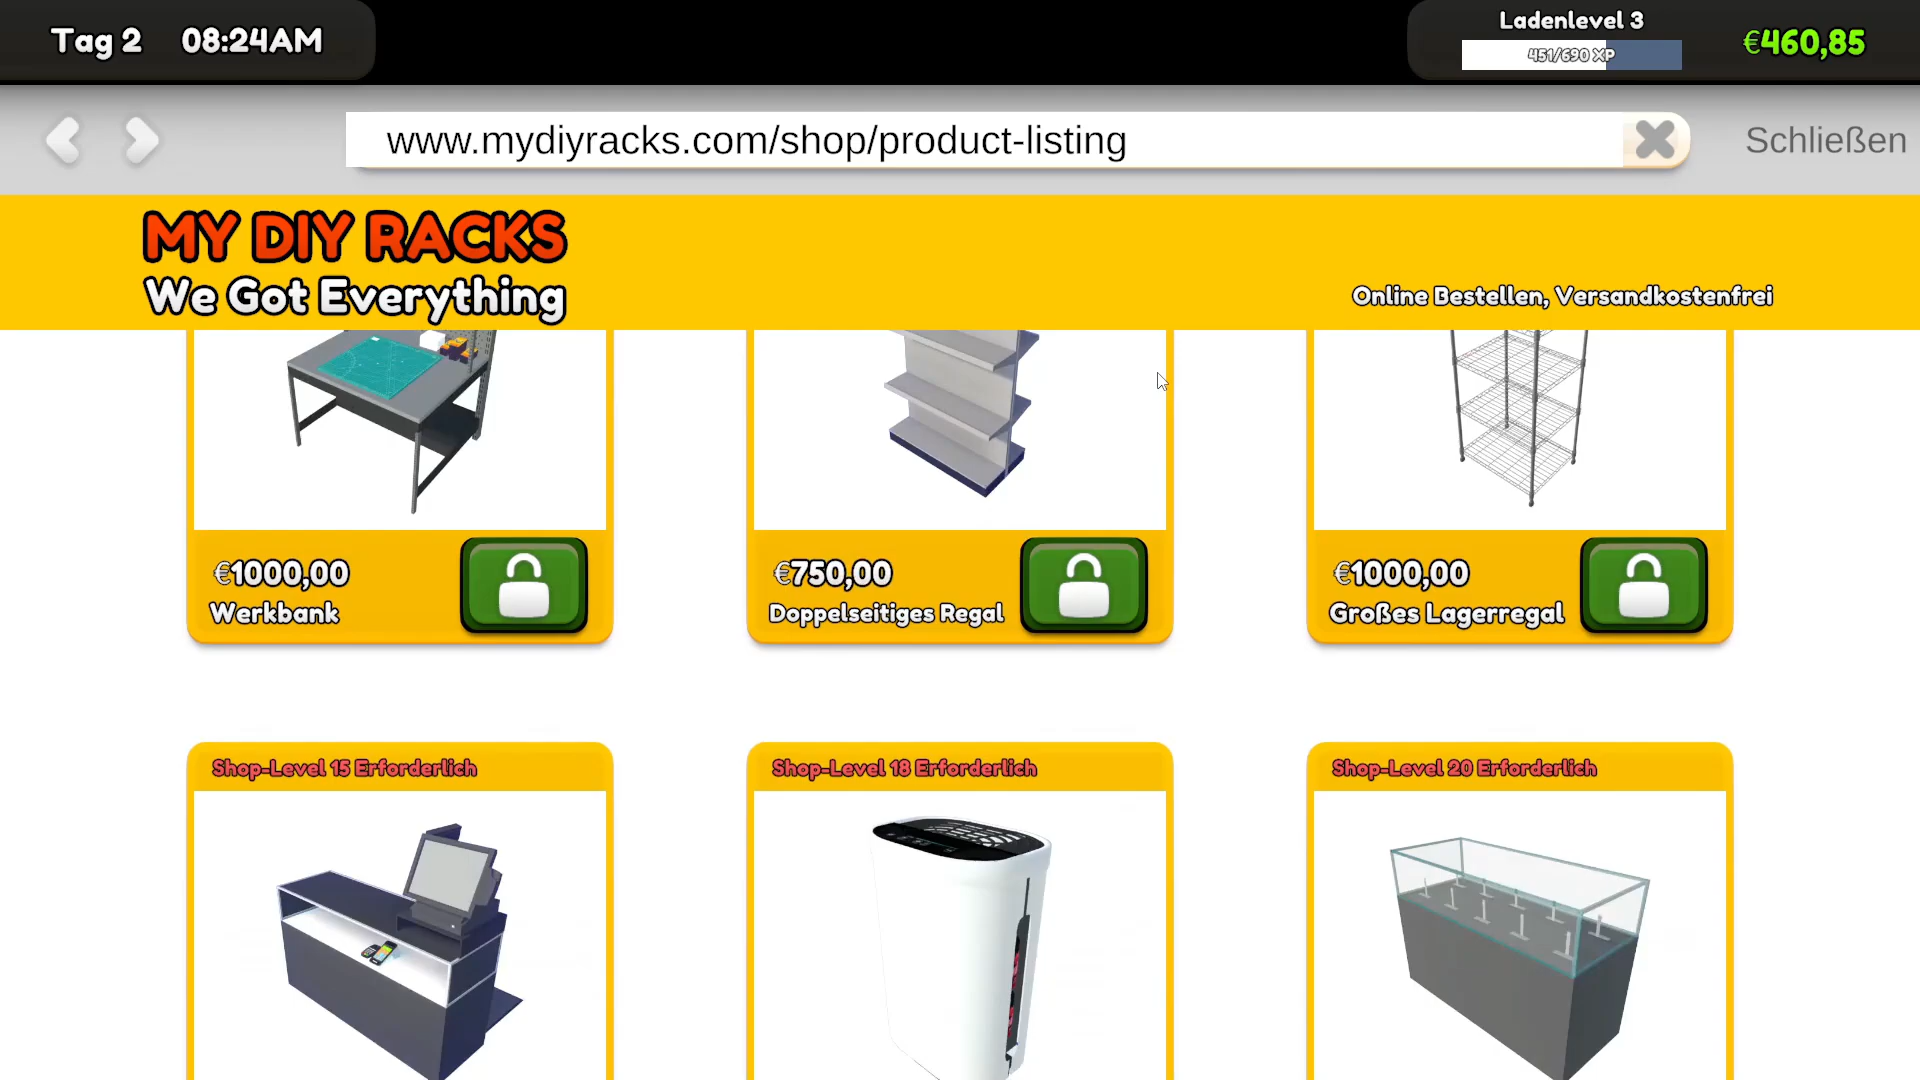 Tag 2 08:24AM
Ladenlevel 3
451/690 XP
€460,85
www.mydiyracks.com/shop/product-listing
Schließen
MY DIY RACKS
We Got Everything
Online Bestellen, Versandkostenfrei
€1000,00
Werkbank
€750,00
Doppelseitiges Regal
€1000,00
Großes Lagerregal
Shop-Level 15 Erforderlich
Shop-Level 18 Erforderlich
Shop-Level 20 Erforderlich